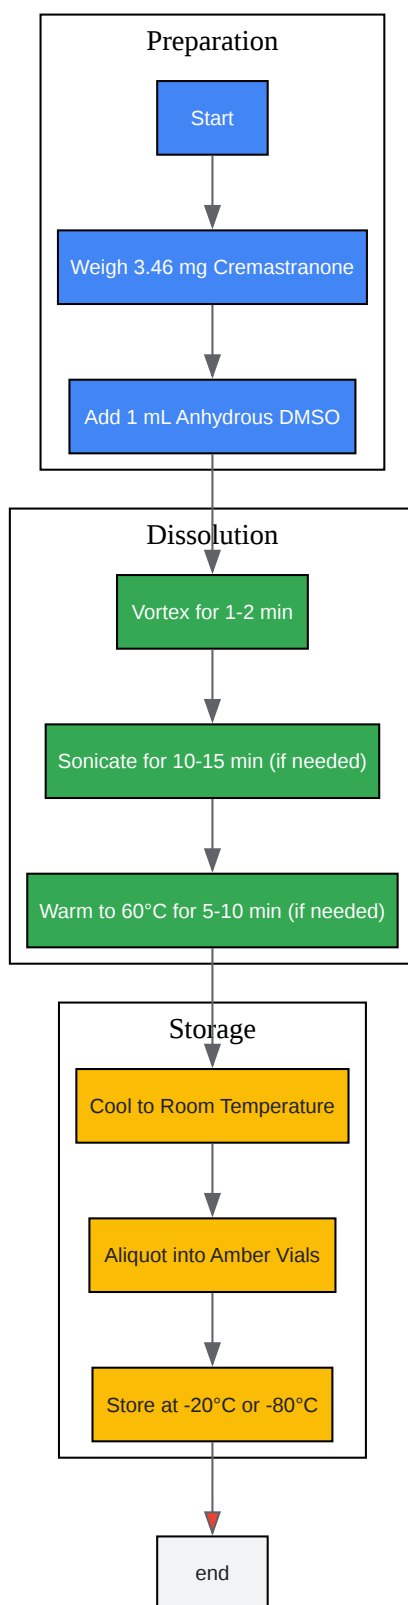 Preparation
Start
Weigh 3.46 mg Cremastranone
Add 1 mL Anhydrous DMSO
Dissolution
Vortex for 1-2 min
Sonicate for 10-15 min (if needed)
Warm to 60°C for 5-10 min (if needed)
Storage
Cool to Room Temperature
Aliquot into Amber Vials
Store at -20°C or -80°C
end